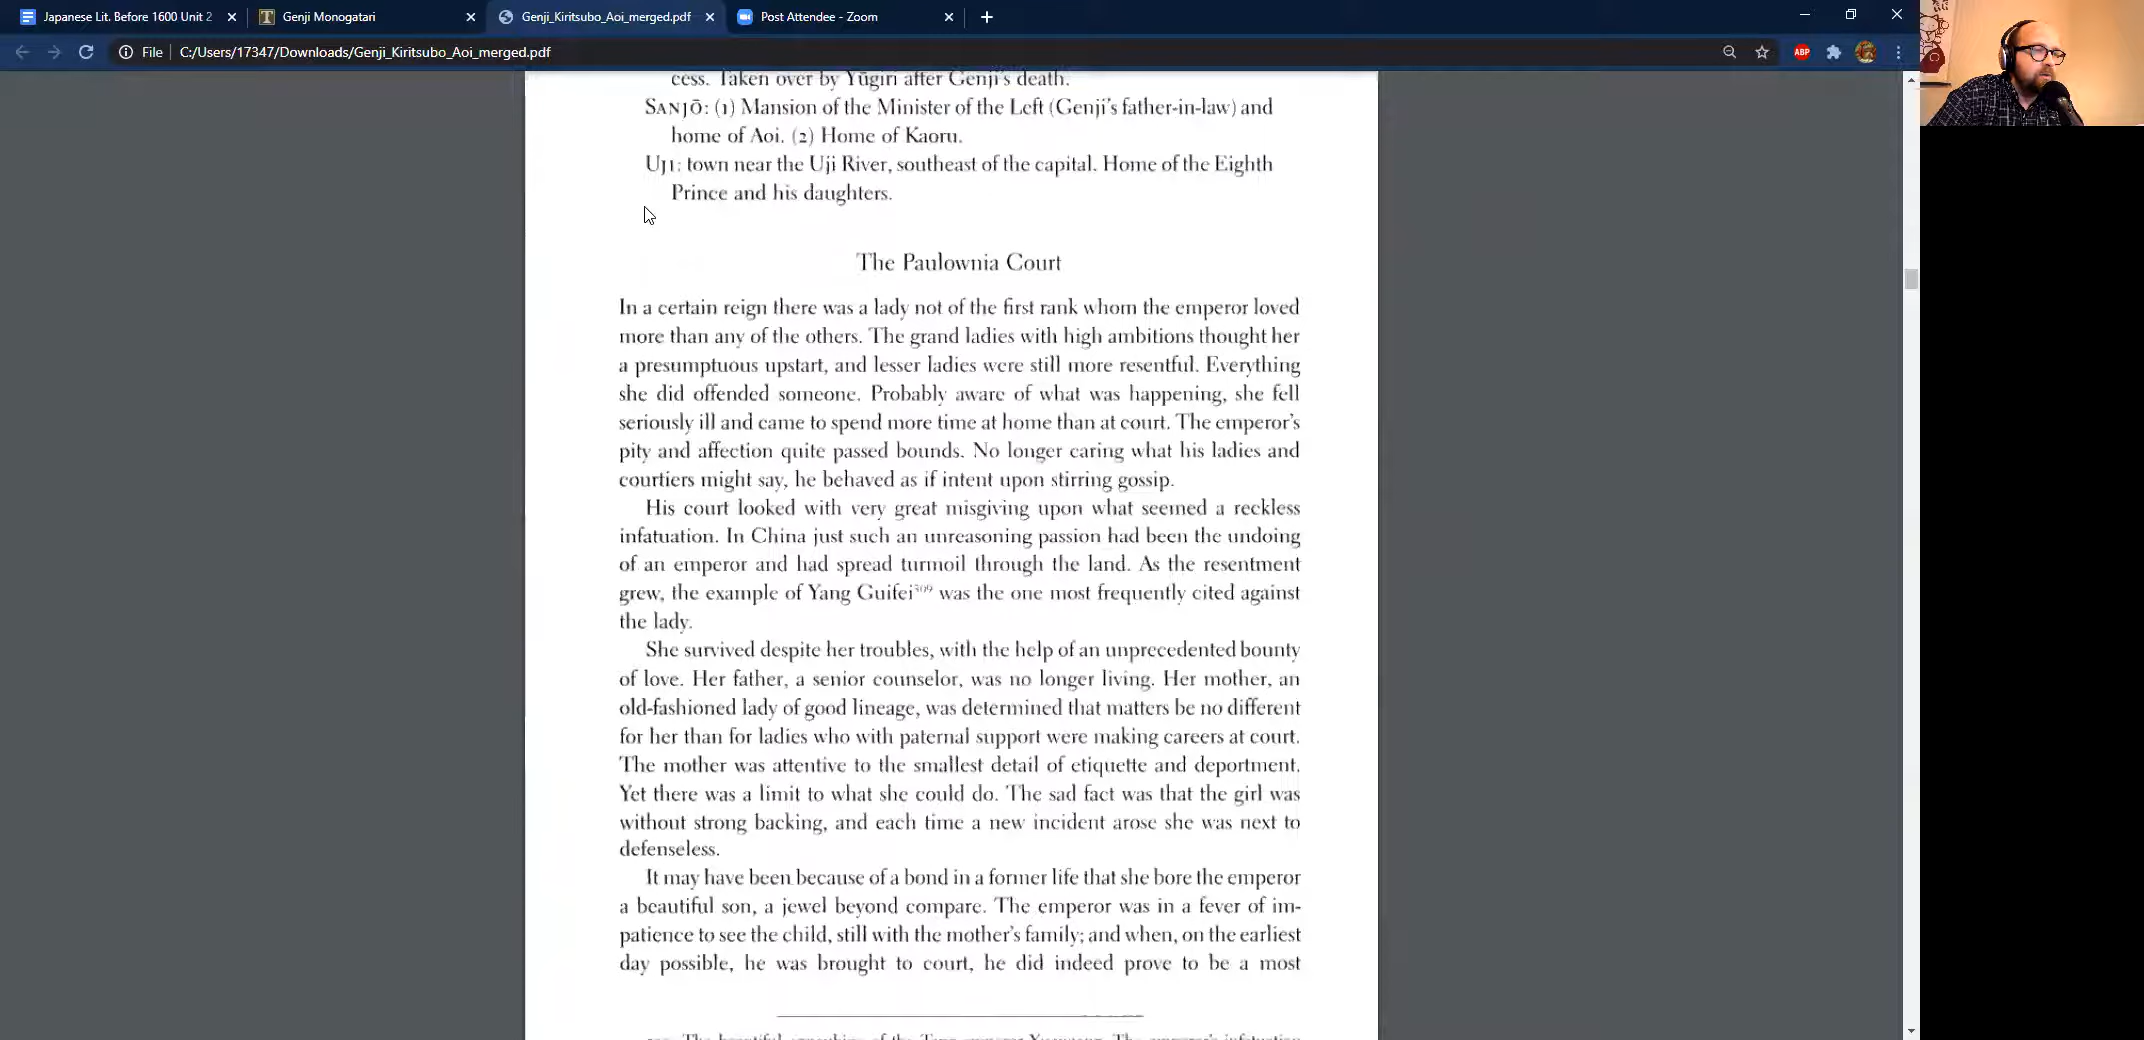 Japanese Lit. Before 1600 Unit 2
Genji Monogatari
Genji_Kiritsubo_Aoi_merged.pdf
Post Attendee - Zoom
File
C:/Users/17347/Downloads/Genji_Kiritsubo_Aoi_merged.pdf
ABP
cess. Taken over by Yūgiri after Genji's death.
SANJŌ: (1) Mansion of the Minister of the Left (Genji's father-in-law) and
home of Aoi. (2) Home of Kaoru.
UJI: town near the Uji River, southeast of the capital. Home of the Eighth
Prince and his daughters.
The Paulownia Court
In a certain reign there was a lady not of the first rank whom the emperor loved
more than any of the others. The grand ladies with high ambitions thought her
a presumptuous upstart, and lesser ladies were still more resentful. Everything
she did offended someone. Probably aware of what was happening, she fell
seriously ill and came to spend more time at home than at court. The emperor's
pity and affection quite passed bounds. No longer caring what his ladies and
courtiers might say, he behaved as if intent upon stirring gossip.
His court looked with very great misgiving upon what seemed a reckless
infatuation. In China just such an unreasoning passion had been the undoing
of an emperor and had spread turmoil through the land. As the resentment
grew, the example of Yang Guifei was the one most frequently cited against
the lady.
She survived despite her troubles, with the help of an unprecedented bounty
of love. Her father, a senior counselor, was no longer living. Her mother, an
old-fashioned lady of good lineage, was determined that matters be no different
for her than for ladies who with paternal support were making careers at court.
The mother was attentive to the smallest detail of etiquette and deportment.
Yet there was a limit to what she could do. The sad fact was that the girl was
without strong backing, and each time a new incident arose she was next to
defenseless.
It may have been because of a bond in a former life that she bore the emperor
a beautiful son, a jewel beyond compare. The emperor was in a fever of im-
patience to see the child, still with the mother's family; and when, on the earliest
day possible, he was brought to court, he did indeed prove to be a most